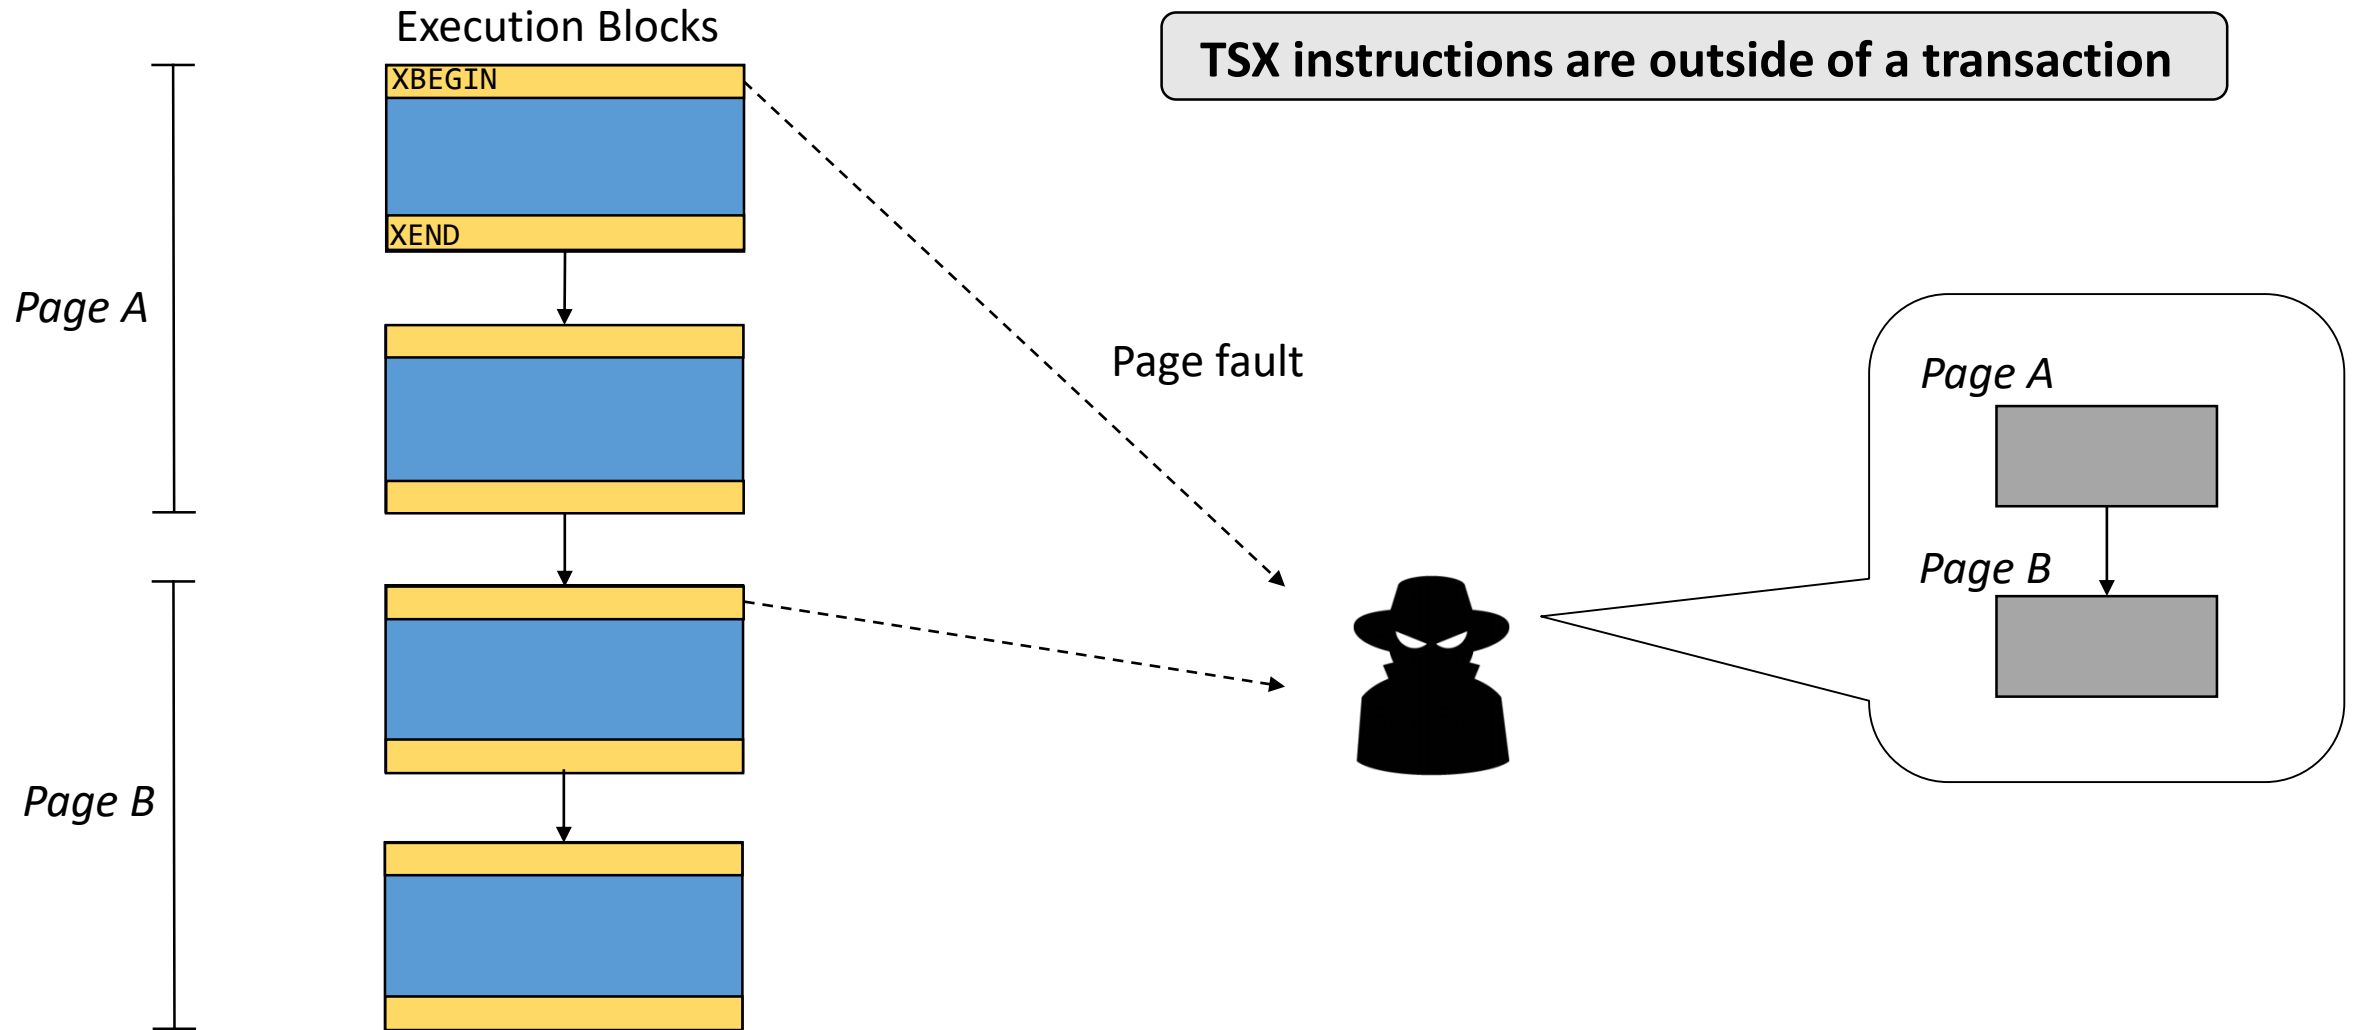 Execution Blocks
TSX instructions are outside of a transaction
XBEGIN
XEND
Page A
Page fault
Page A
Page B
Page B